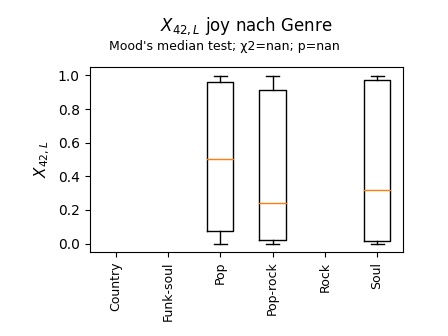 X42,L joy nach Genre
Mood's median test; χ2=nan; p=nan
X42,L
1.0
0.8
0.6
0.4
0.2
0.0
Country
Funk-soul
Pop
Pop-rock
Rock
Soul